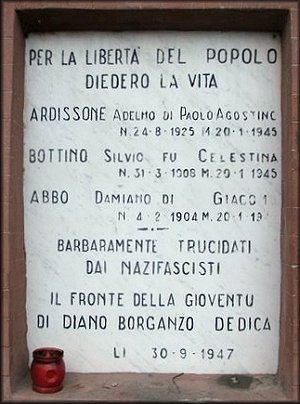 PER LA LIBERTA' DEL POPOLO
DIEDERO LA VITA
ARDISSONE ADELMO DI PAOLO AGOSTINO
N. 24-8-1925 M. 20-1-1945
BOTTINO SILVIO FU CELESTINA
N. 31-3-1908 M. 29-1-1945
ABBO DAMIANO DI
N. 4-2-1904 M. 20-1-
BARBARAMENTE TRUCIDATI
DAI NAZIFASCISTI
IL FRONTE DELLA GIOVENTU
DI DIANO BORGANZO DEDICA
LI 30-9-1947